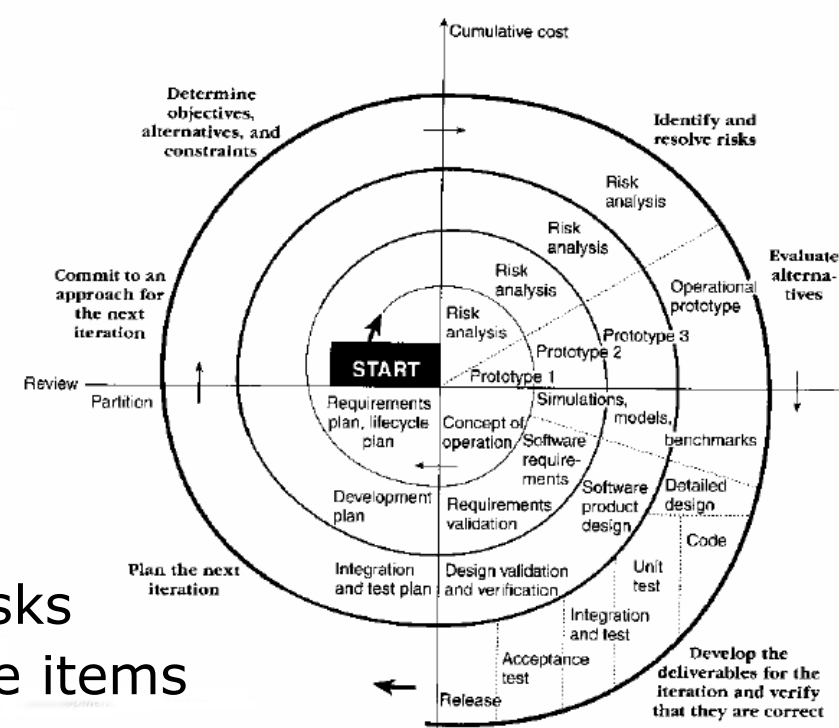 Cumulative cost
Determine
objectives,
alternatives, and
constraints
Identify and
resolve risks
Risk
analysis
Risk
analysis
Risk
analysis
Risk
analysis
Evaluate
alterna-
tives
Operational
prototype
Prototype 3
Prototype 2
Prototype 1
Commit to an
approach for
the next
iteration
START
Review
Partition
Requirements
plan, lifecycle
plan
Concept of
operation
Simulations,
models,
benchmarks
Software
require-
ments
Development
plan
Requirements
validation
Software
product
design
Detailed
design
Code
Unit
test
Integration
and test plan
Design validation
and verification
Integration
and test
Acceptance
test
Release
Plan the next
iteration
Develop the
deliverables for the
iteration and verify
that they are correct
sks
e items